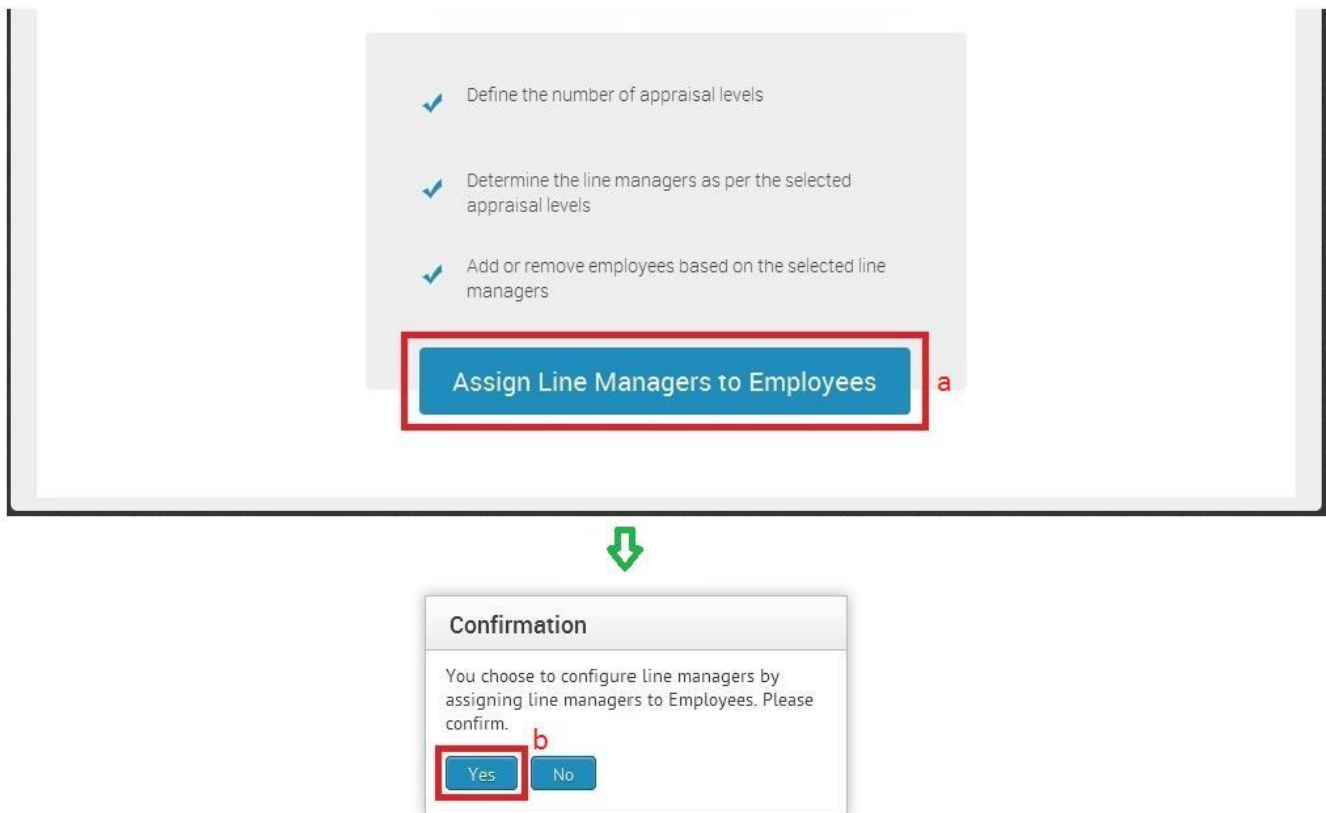 Define the number of appraisal levels
Determine the line managers as per the selected
appraisal levels
Add or remove employees based on the selected line
managers
Assign Line Managers to Employees
a
Confirmation
You choose to configure line managers by
assigning line managers to Employees. Please
confirm.
b
Yes No